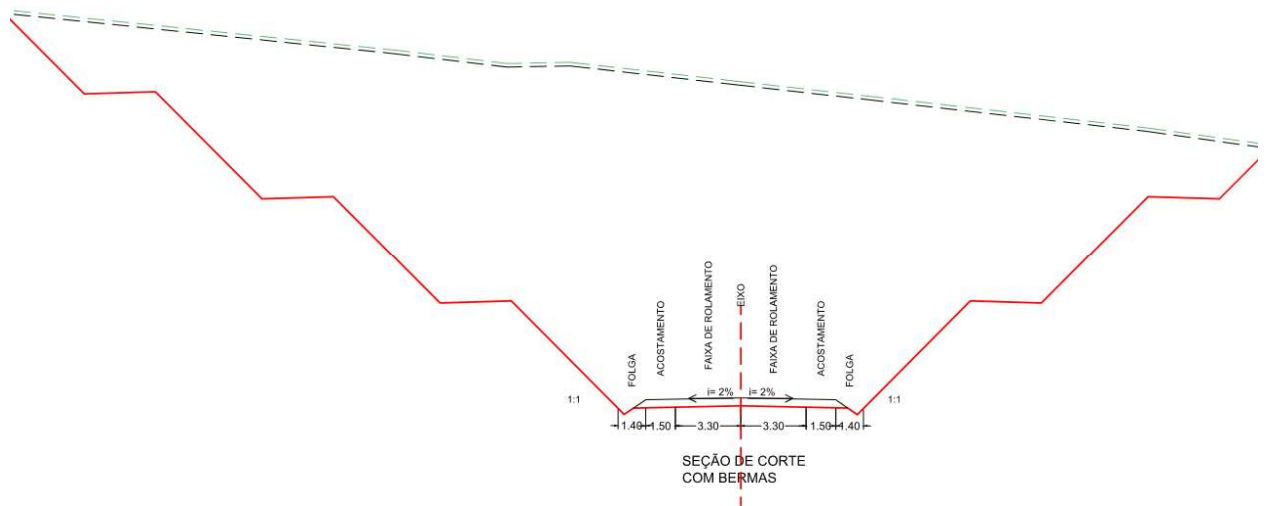 FOLGA
ACOSTAMENTO
FAIXA DE ROLAMENTO
EIXO
FAIXA DE ROLAMENTO
ACOSTAMENTO
FOLGA
i= 2% i= 2%
1:1 1:1
1.40 1.50 3.30 3.30 1.50 1.40
SEÇÃO DE CORTE
COM BERMAS